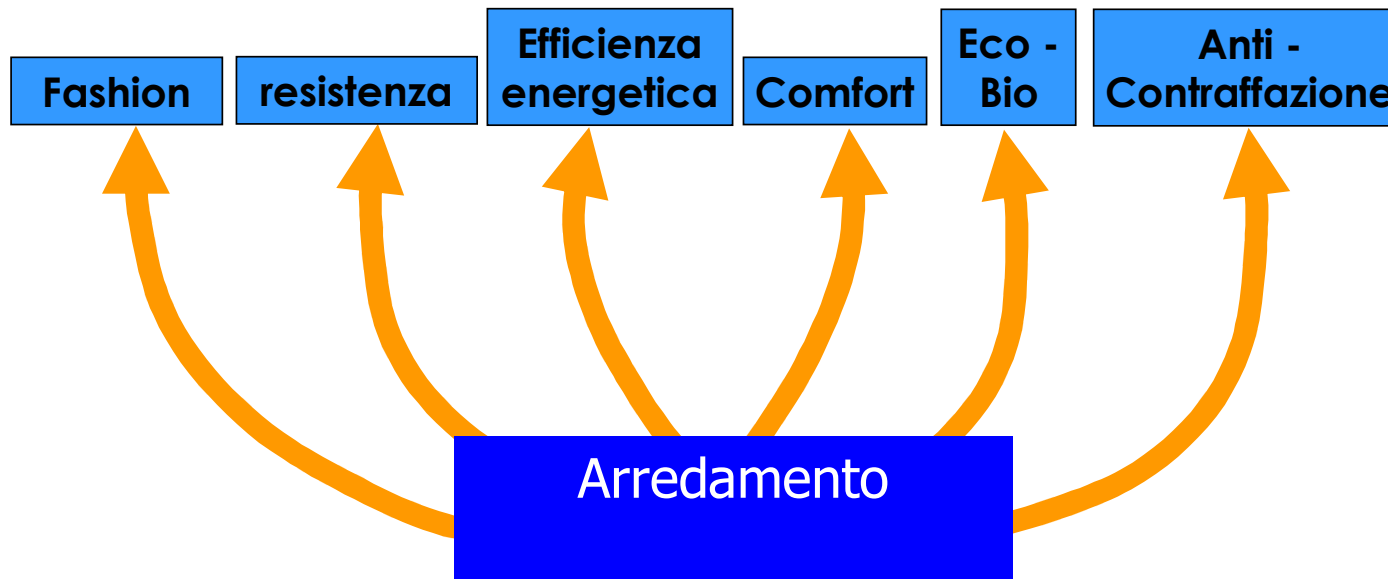 Fashion
resistenza
Efficienza
energetica
Comfort
Eco -
Bio
Anti -
Contraffazione
Arredamento